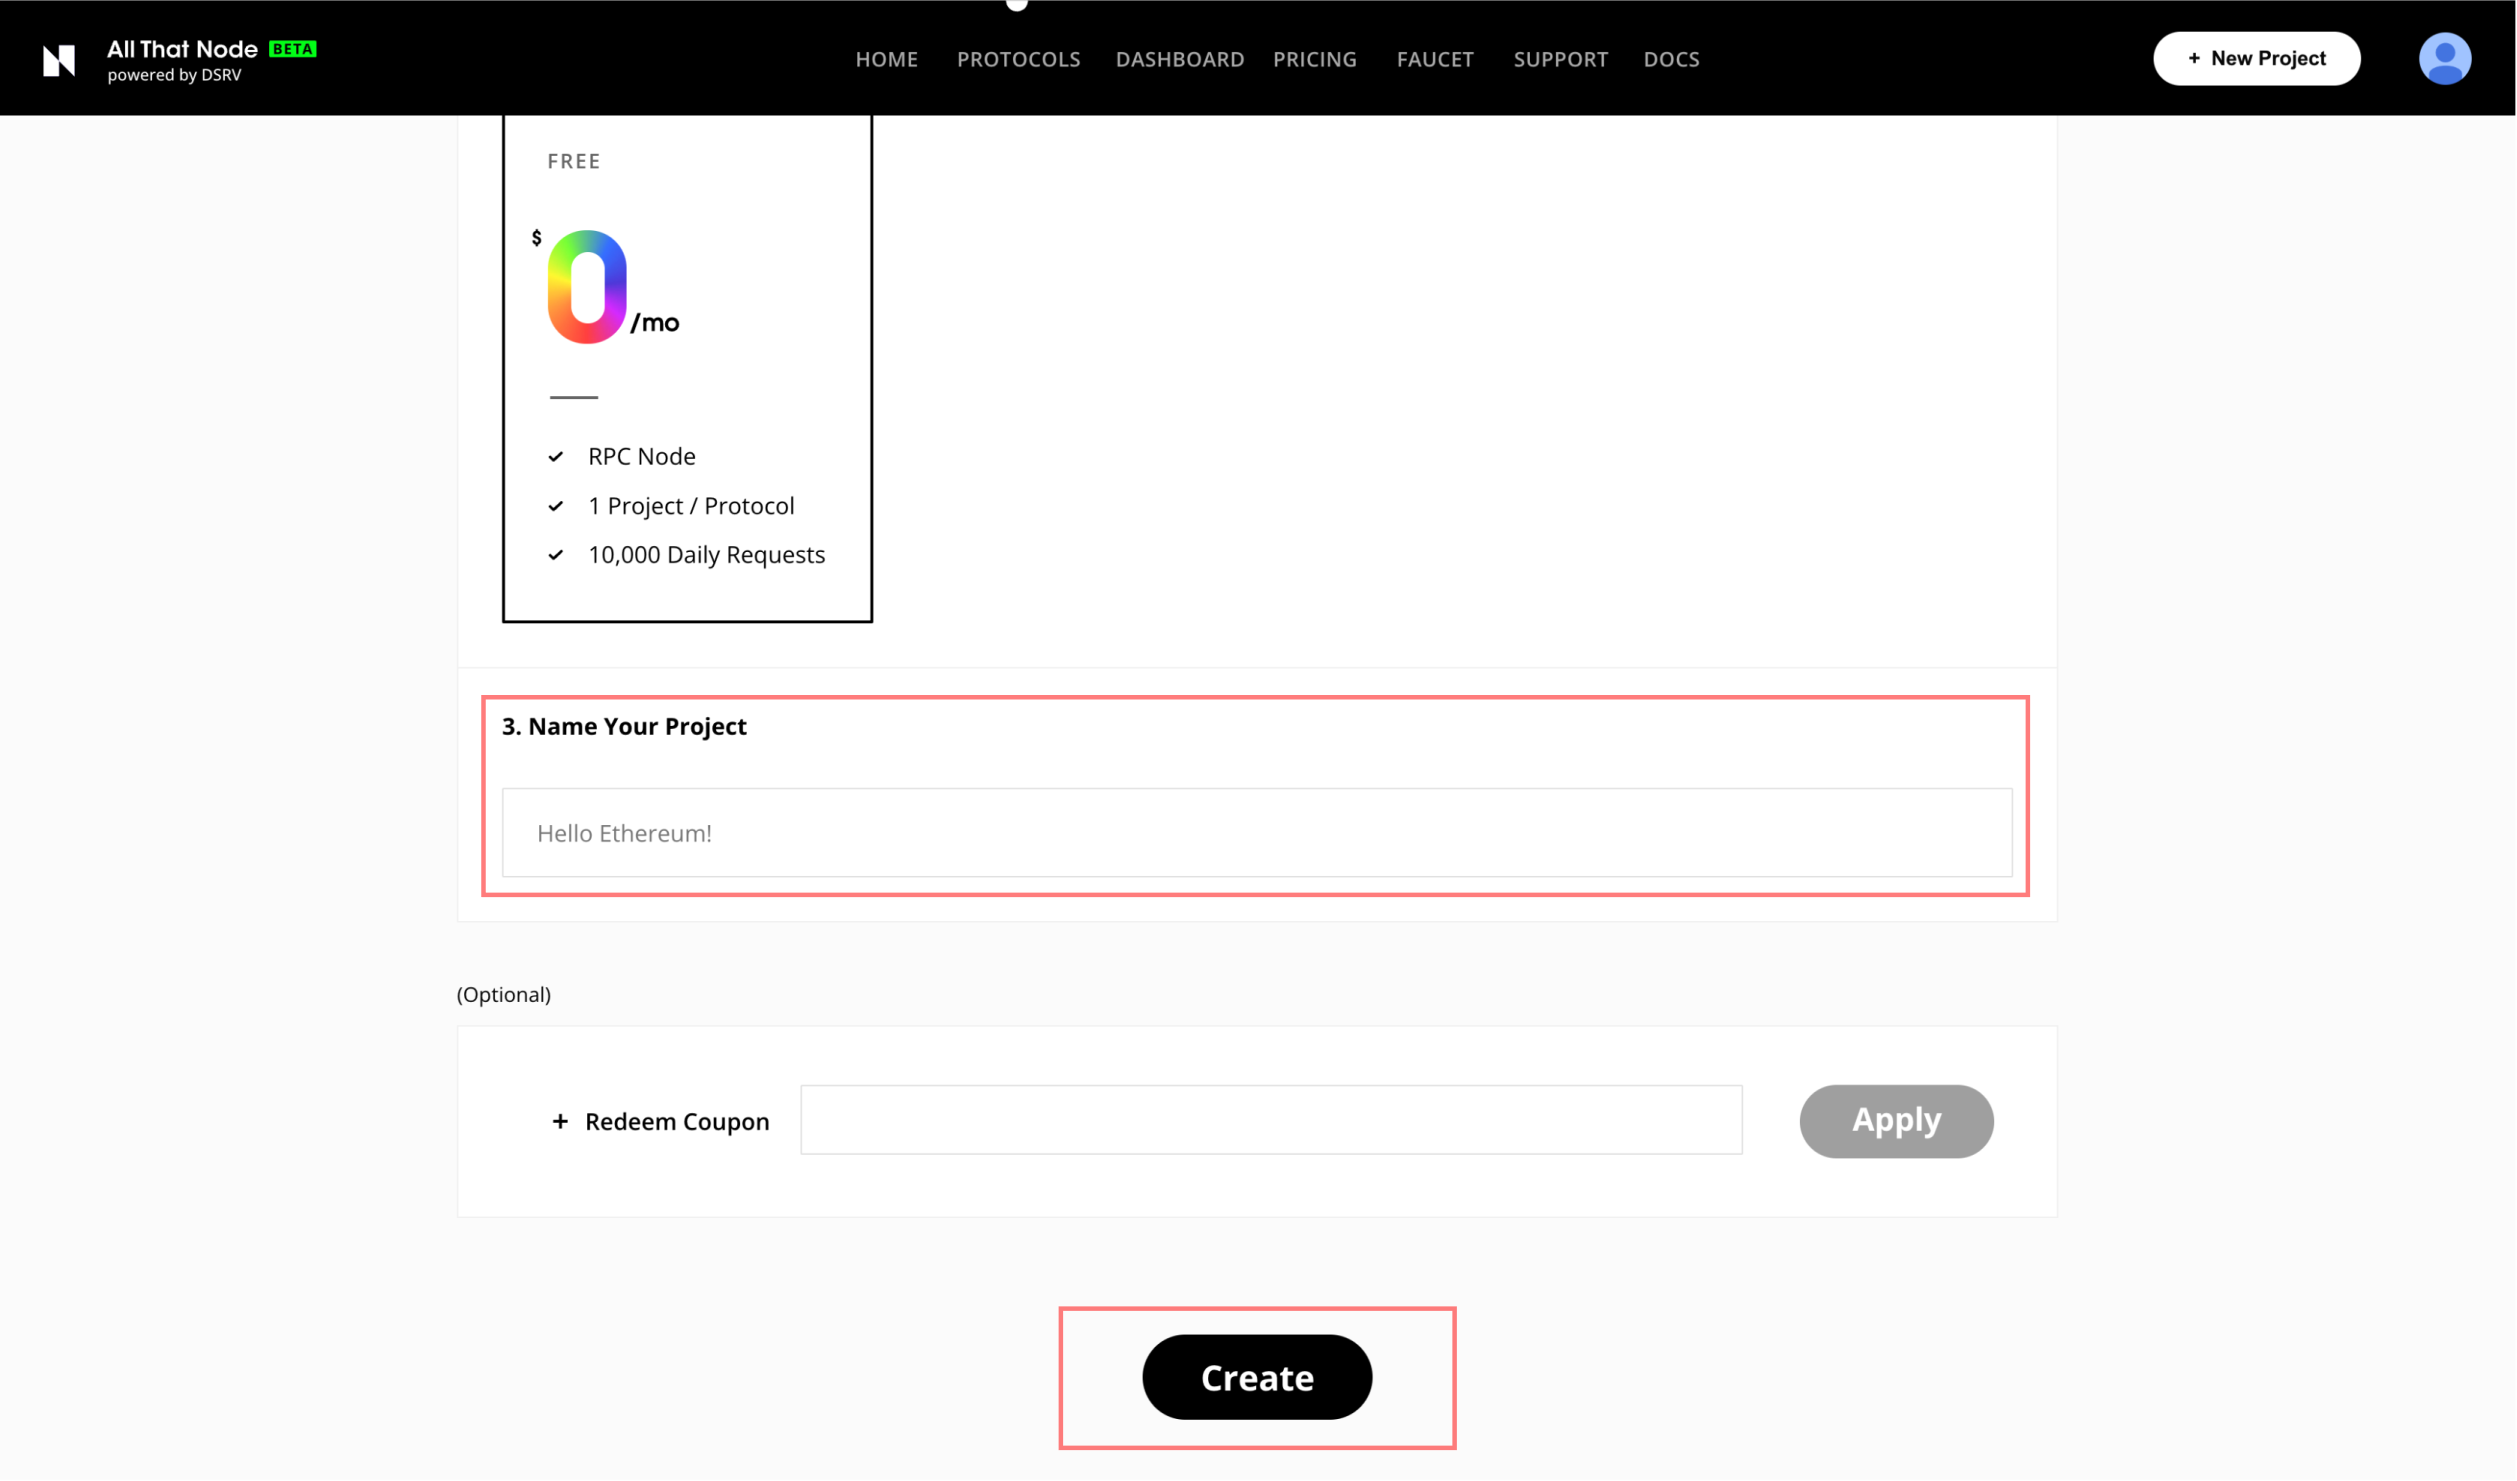 All That Node BETA
powered by DSRV
HOME PROTOCOLS DASHBOARD PRICING FAUCET SUPPORT DOCS
+ New Project
FREE
$0/mo
RPC Node
1 Project / Protocol
10,000 Daily Requests
3. Name Your Project
Hello Ethereum!
(Optional)
+ Redeem Coupon
Apply
Create